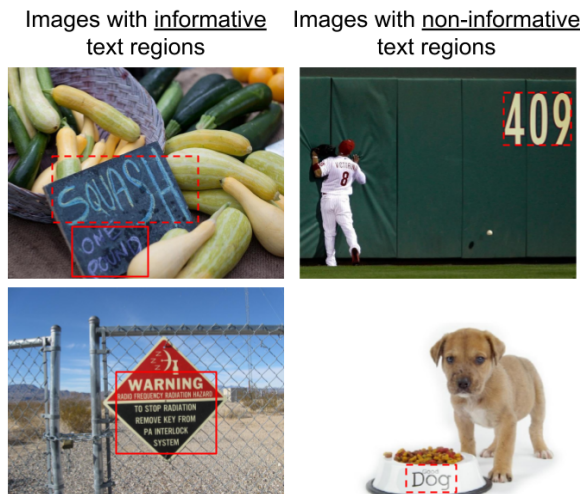 Images with informative
text regions
Images with non-informative
text regions
SQUASH
ONE
POUND
409
8
WARNING
RADIO FREQUENCY RADIATION HAZARD
TO STOP RADIATION
REMOVE KEY FROM
PA INTERLOCK
SYSTEM
Dog